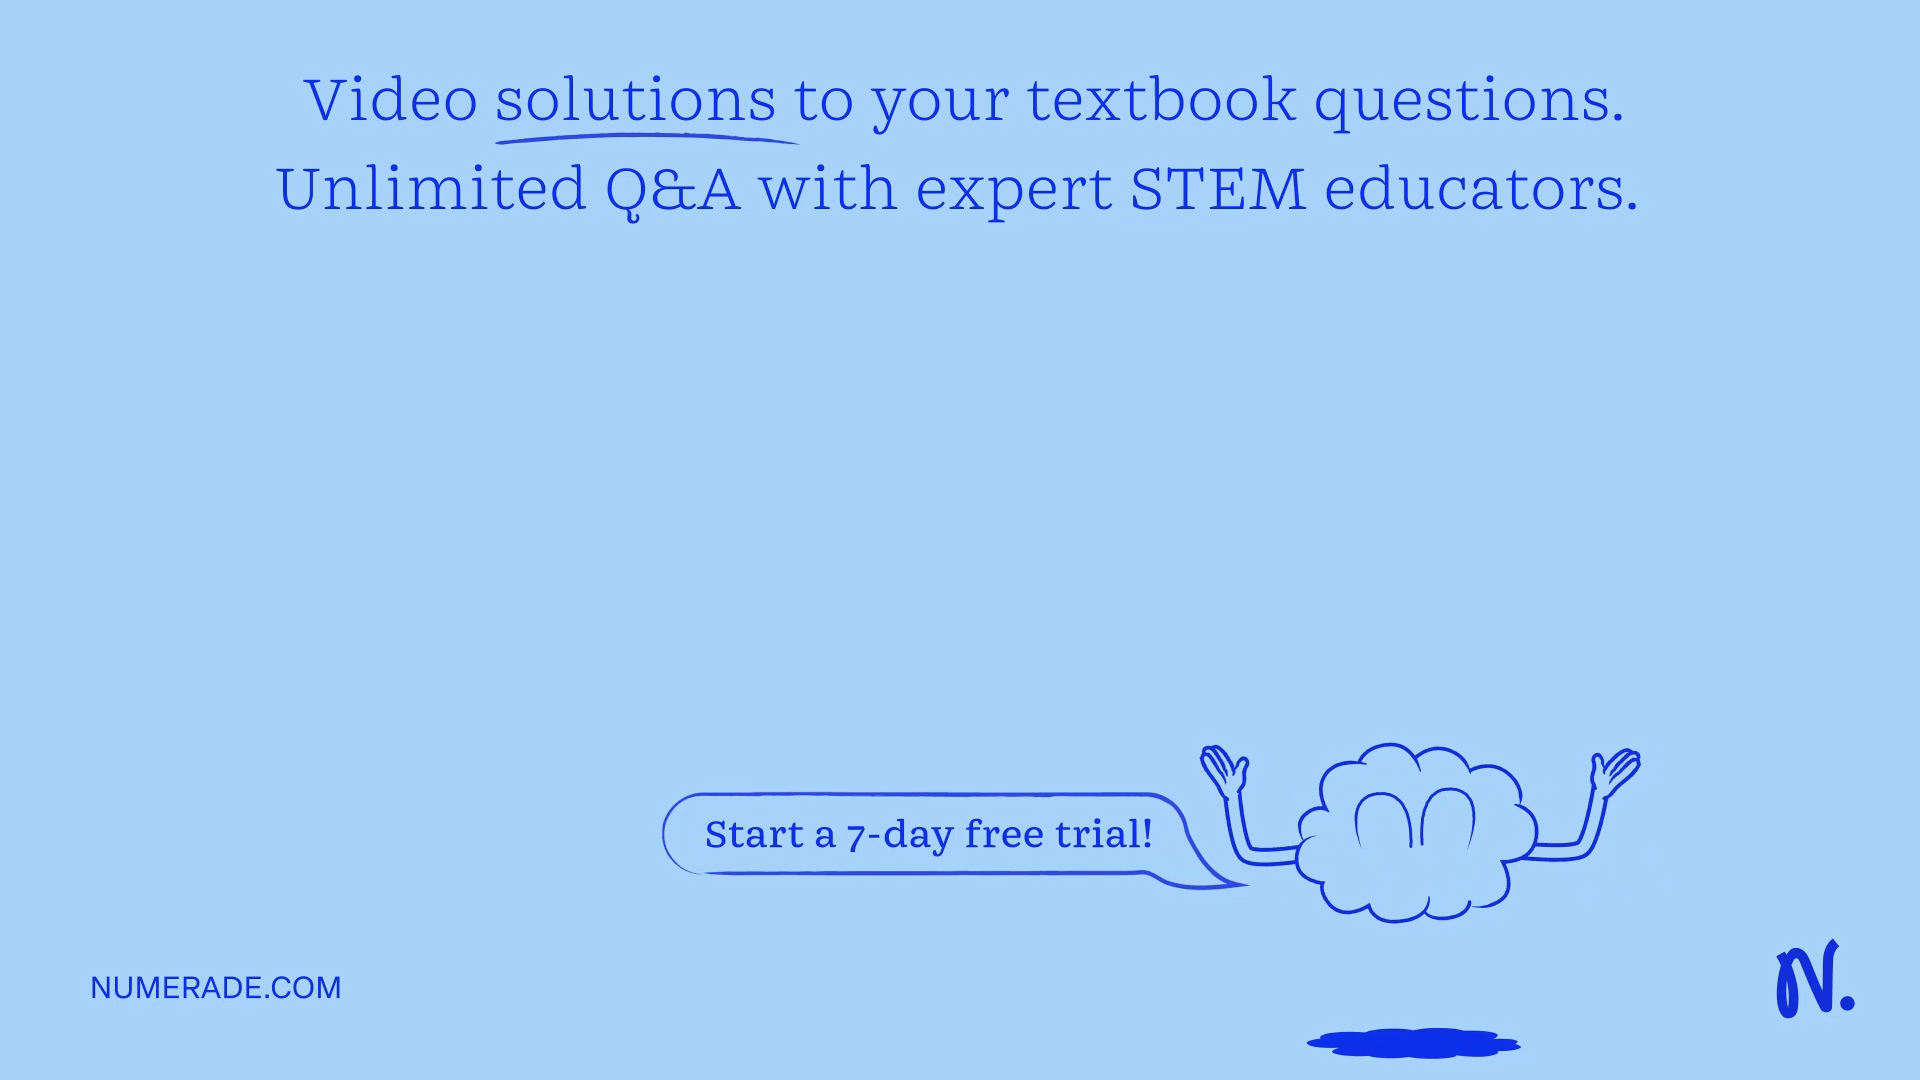 Video solutions to your textbook questions.
Unlimited Q&A with expert STEM educators.
Start a 7-day free trial!
NUMERADE.COM
N.